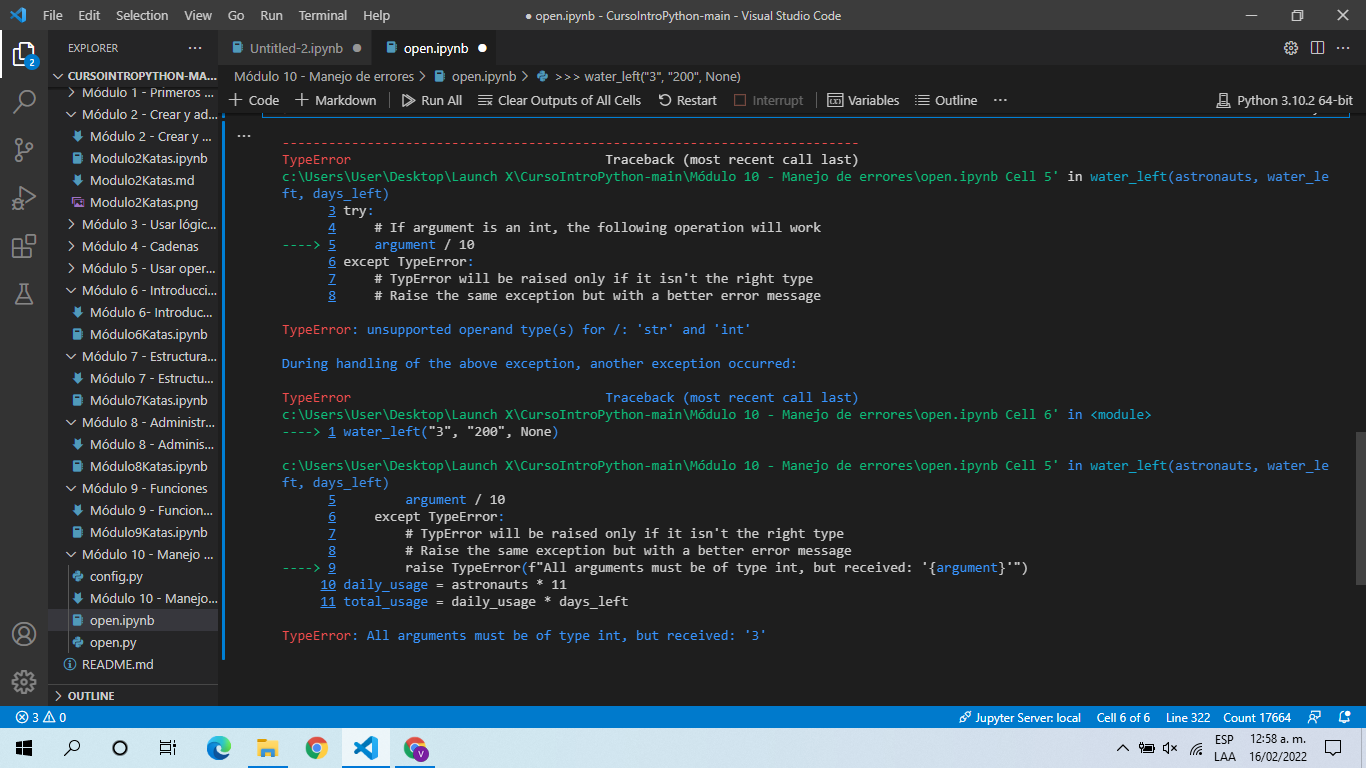 File Edit Selection View Go Run Terminal Help
● open.ipynb - CursoIntroPython-main - Visual Studio Code
EXPLORER
Untitled-2.ipynb
open.ipynb
CURSOINTROPYTHON-MA...
Módulo 10 - Manejo de errores > open.ipynb > >>> water_left("3", "200", None)
Módulo 1 - Primeros ...
+ Code + Markdown Run All Clear Outputs of All Cells Restart Interrupt Variables Outline ... Python 3.10.2 64-bit
Módulo 2 - Crear y ad...
Módulo 2 - Crear y ...
Modulo2Katas.ipynb
Modulo2Katas.md
Modulo2Katas.png
Módulo 3 - Usar lógic...
Módulo 4 - Cadenas
Módulo 5 - Usar oper...
Módulo 6 - Introducci...
Módulo 6- Introduc...
Módulo6Katas.ipynb
Módulo 7 - Estructura...
Módulo 7 - Estructu...
Módulo7Katas.ipynb
Módulo 8 - Administr...
Módulo 8 - Adminis...
Módulo8Katas.ipynb
Módulo 9 - Funciones
Módulo 9 - Funcion...
Módulo9Katas.ipynb
Módulo 10 - Manejo ...
config.py
Módulo 10 - Manejo...
open.ipynb
open.py
README.md
OUTLINE
...
---------------------------------------------------------------------------
TypeError Traceback (most recent call last)
c:\Users\User\Desktop\Launch X\CursoIntroPython-main\Módulo 10 - Manejo de errores\open.ipynb Cell 5' in water_left(astronauts, water_le
ft, days_left)
3 try:
4 # If argument is an int, the following operation will work
----> 5 argument / 10
6 except TypeError:
7 # TypError will be raised only if it isn't the right type
8 # Raise the same exception but with a better error message
TypeError: unsupported operand type(s) for /: 'str' and 'int'
During handling of the above exception, another exception occurred:
TypeError Traceback (most recent call last)
c:\Users\User\Desktop\Launch X\CursoIntroPython-main\Módulo 10 - Manejo de errores\open.ipynb Cell 6' in <module>
----> 1 water_left("3", "200", None)
c:\Users\User\Desktop\Launch X\CursoIntroPython-main\Módulo 10 - Manejo de errores\open.ipynb Cell 5' in water_left(astronauts, water_le
ft, days_left)
5 argument / 10
6 except TypeError:
7 # TypError will be raised only if it isn't the right type
8 # Raise the same exception but with a better error message
----> 9 raise TypeError(f"All arguments must be of type int, but received: '{argument}'")
10 daily_usage = astronauts * 11
11 total_usage = daily_usage * days_left
TypeError: All arguments must be of type int, but received: '3'
2
3 0
Jupyter Server: local Cell 6 of 6 Line 322 Count 17664
V
ESP
LAA
12:58 a. m.
16/02/2022